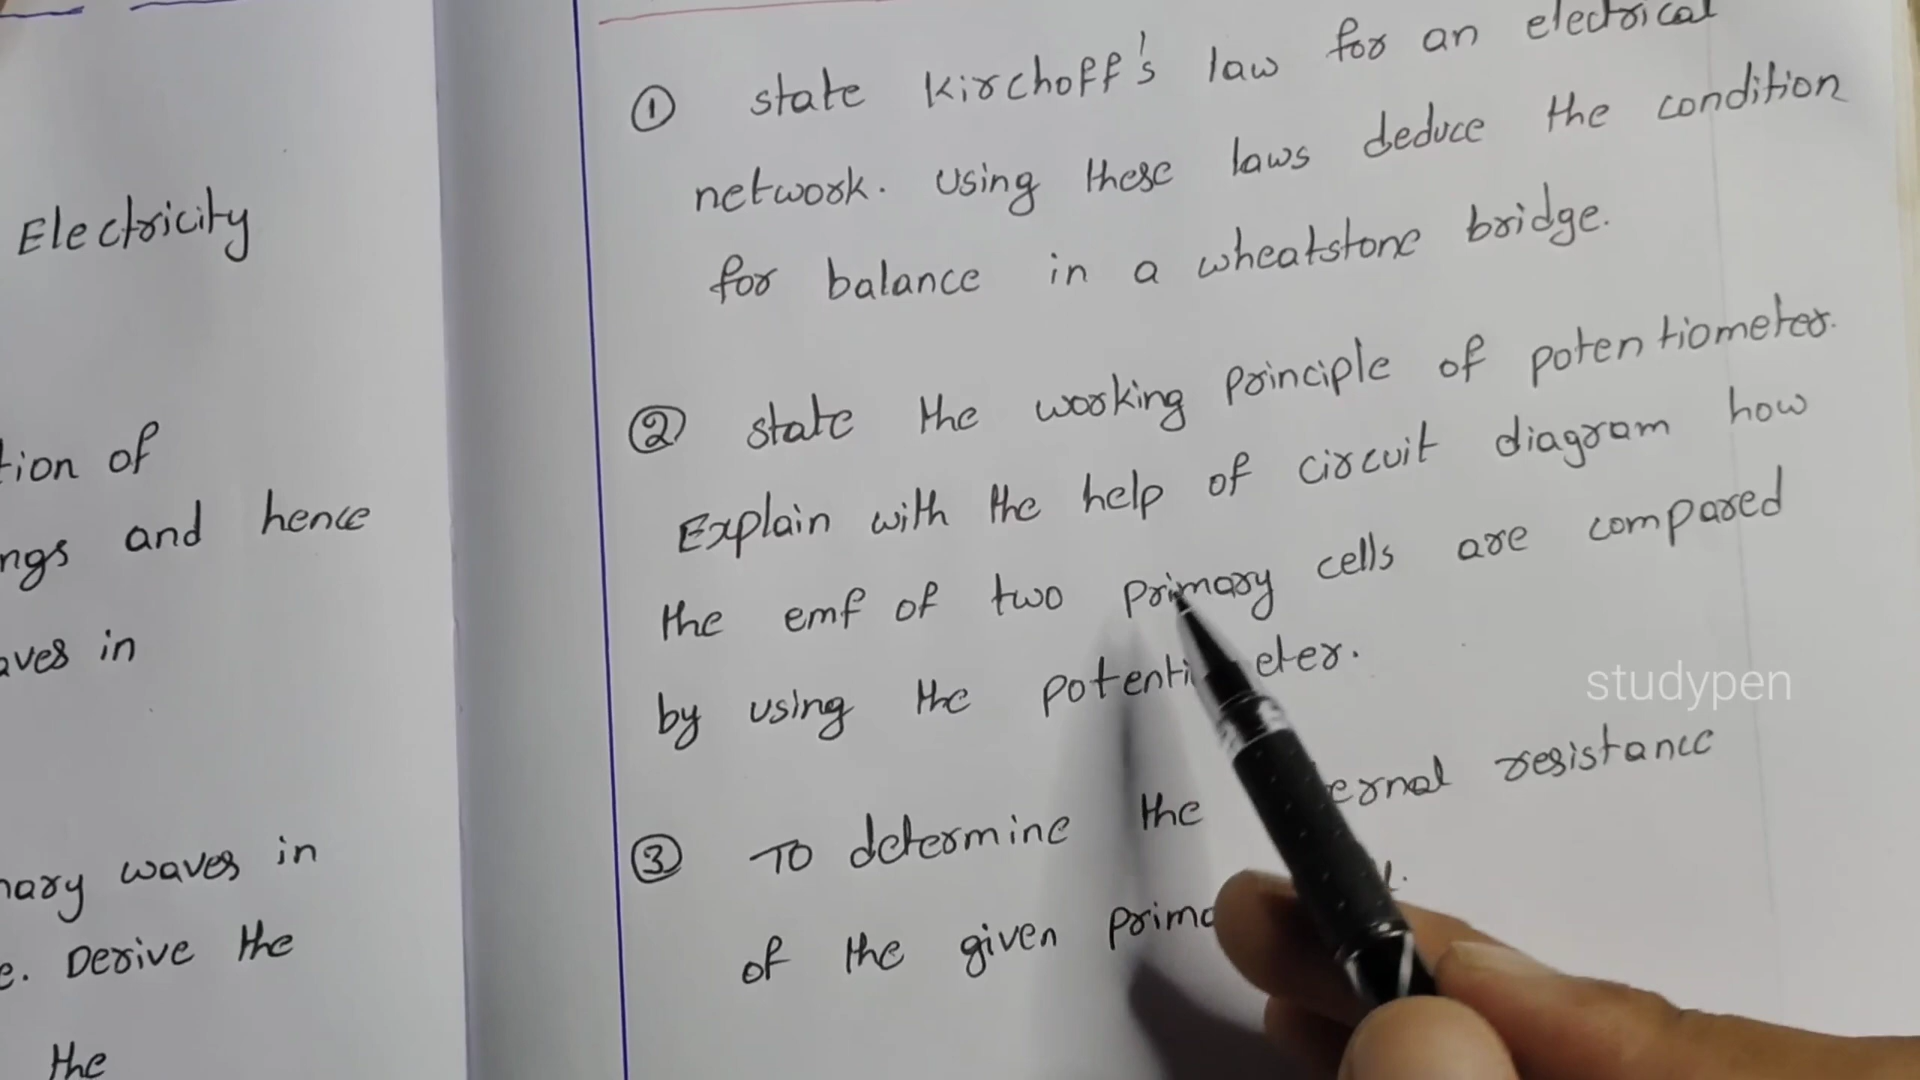 Electricity
tion of
ngs and hence
aves in
nary waves in
e. Derive the
the
① state Kirchoff's law for an electrical
network. Using these laws deduce the condition
for balance in a wheatstone bridge.
② state the working principle of potentiometer.
Explain with the help of circuit diagram how
the emf of two primary cells are compared
by using the potenti eter.
③ To determine the ernal resistance
of the given prima
studypen